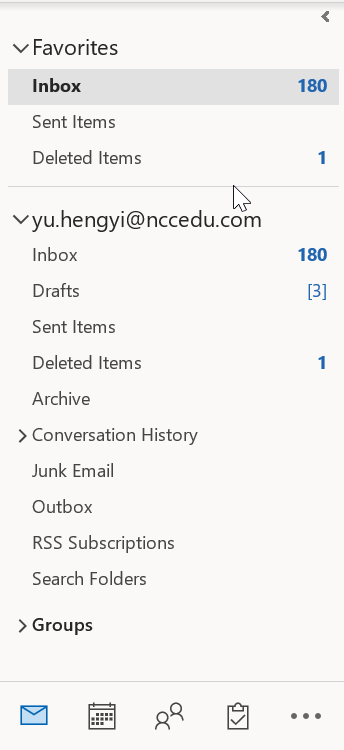 Favorites
Inbox 180
Sent Items
Deleted Items 1
yu.hengyi@nccedu.com
Inbox 180
Drafts [3]
Sent Items
Deleted Items 1
Archive
Conversation History
Junk Email
Outbox
RSS Subscriptions
Search Folders
Groups